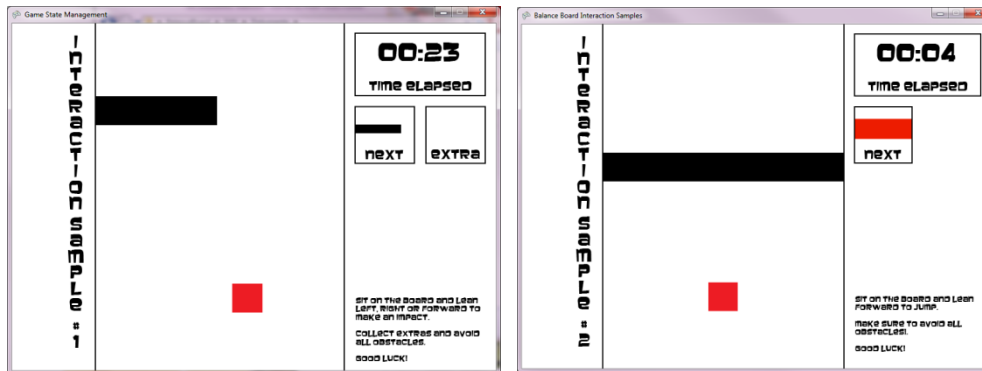 Game State Management
INTERACTION SAMPLE #1
00:23
TIME ELAPSED
NEXT
EXTRA
SIT ON THE BOARD AND LEAN
LEFT, RIGHT OR FORWARD TO
MAKE AN IMPACT.
COLLECT EXTRAS AND AVOID
ALL OBSTACLES.
GOOD LUCK!
Balance Board Interaction Samples
INTERACTION SAMPLE #2
00:04
TIME ELAPSED
NEXT
SIT ON THE BOARD AND LEAN
FORWARD TO JUMP.
MAKE SURE TO AVOID ALL
OBSTACLES!.
GOOD LUCK!